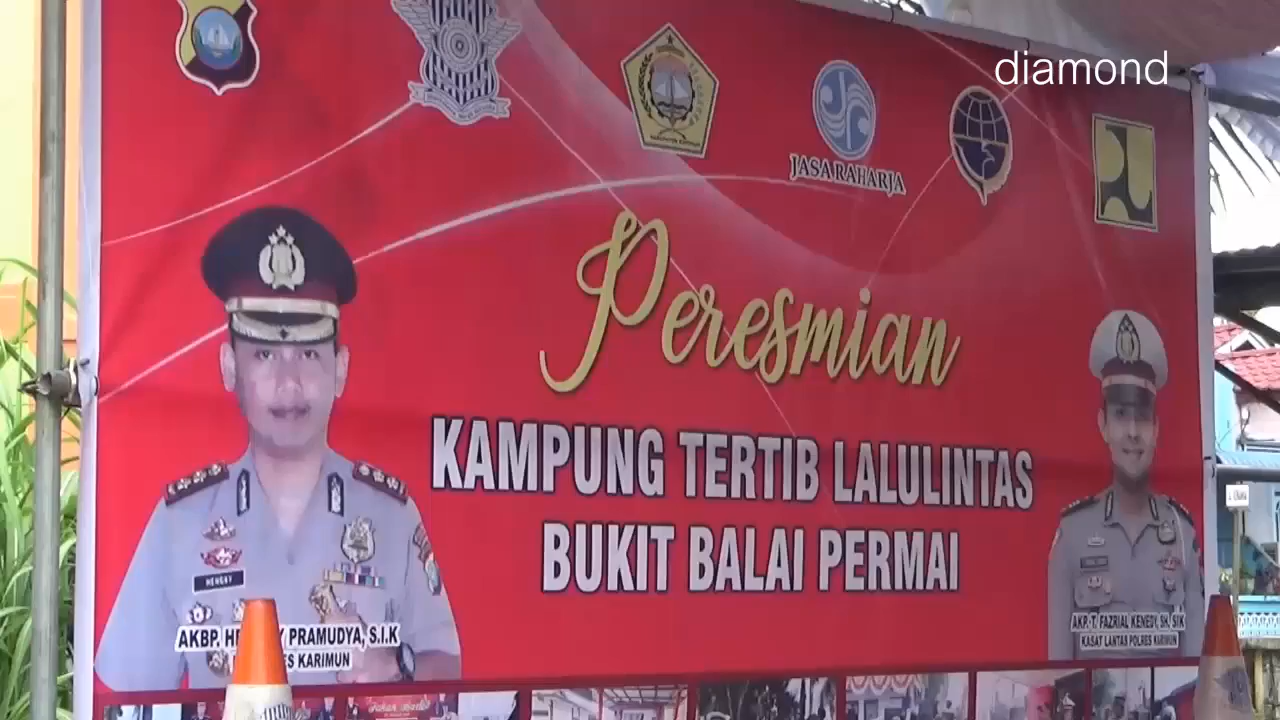 diamond
JASA RAHARJA
Peresmian
KAMPUNG TERTIB LALULINTAS
BUKIT BALAI PERMAI
HENGKY
AKBP. PRAMUDYA, S.I.K
KARIMUN
AKP. T. FAZRIAL KENEDY, SH, SIK
KASAT LANTAS POLRES KARIMUN